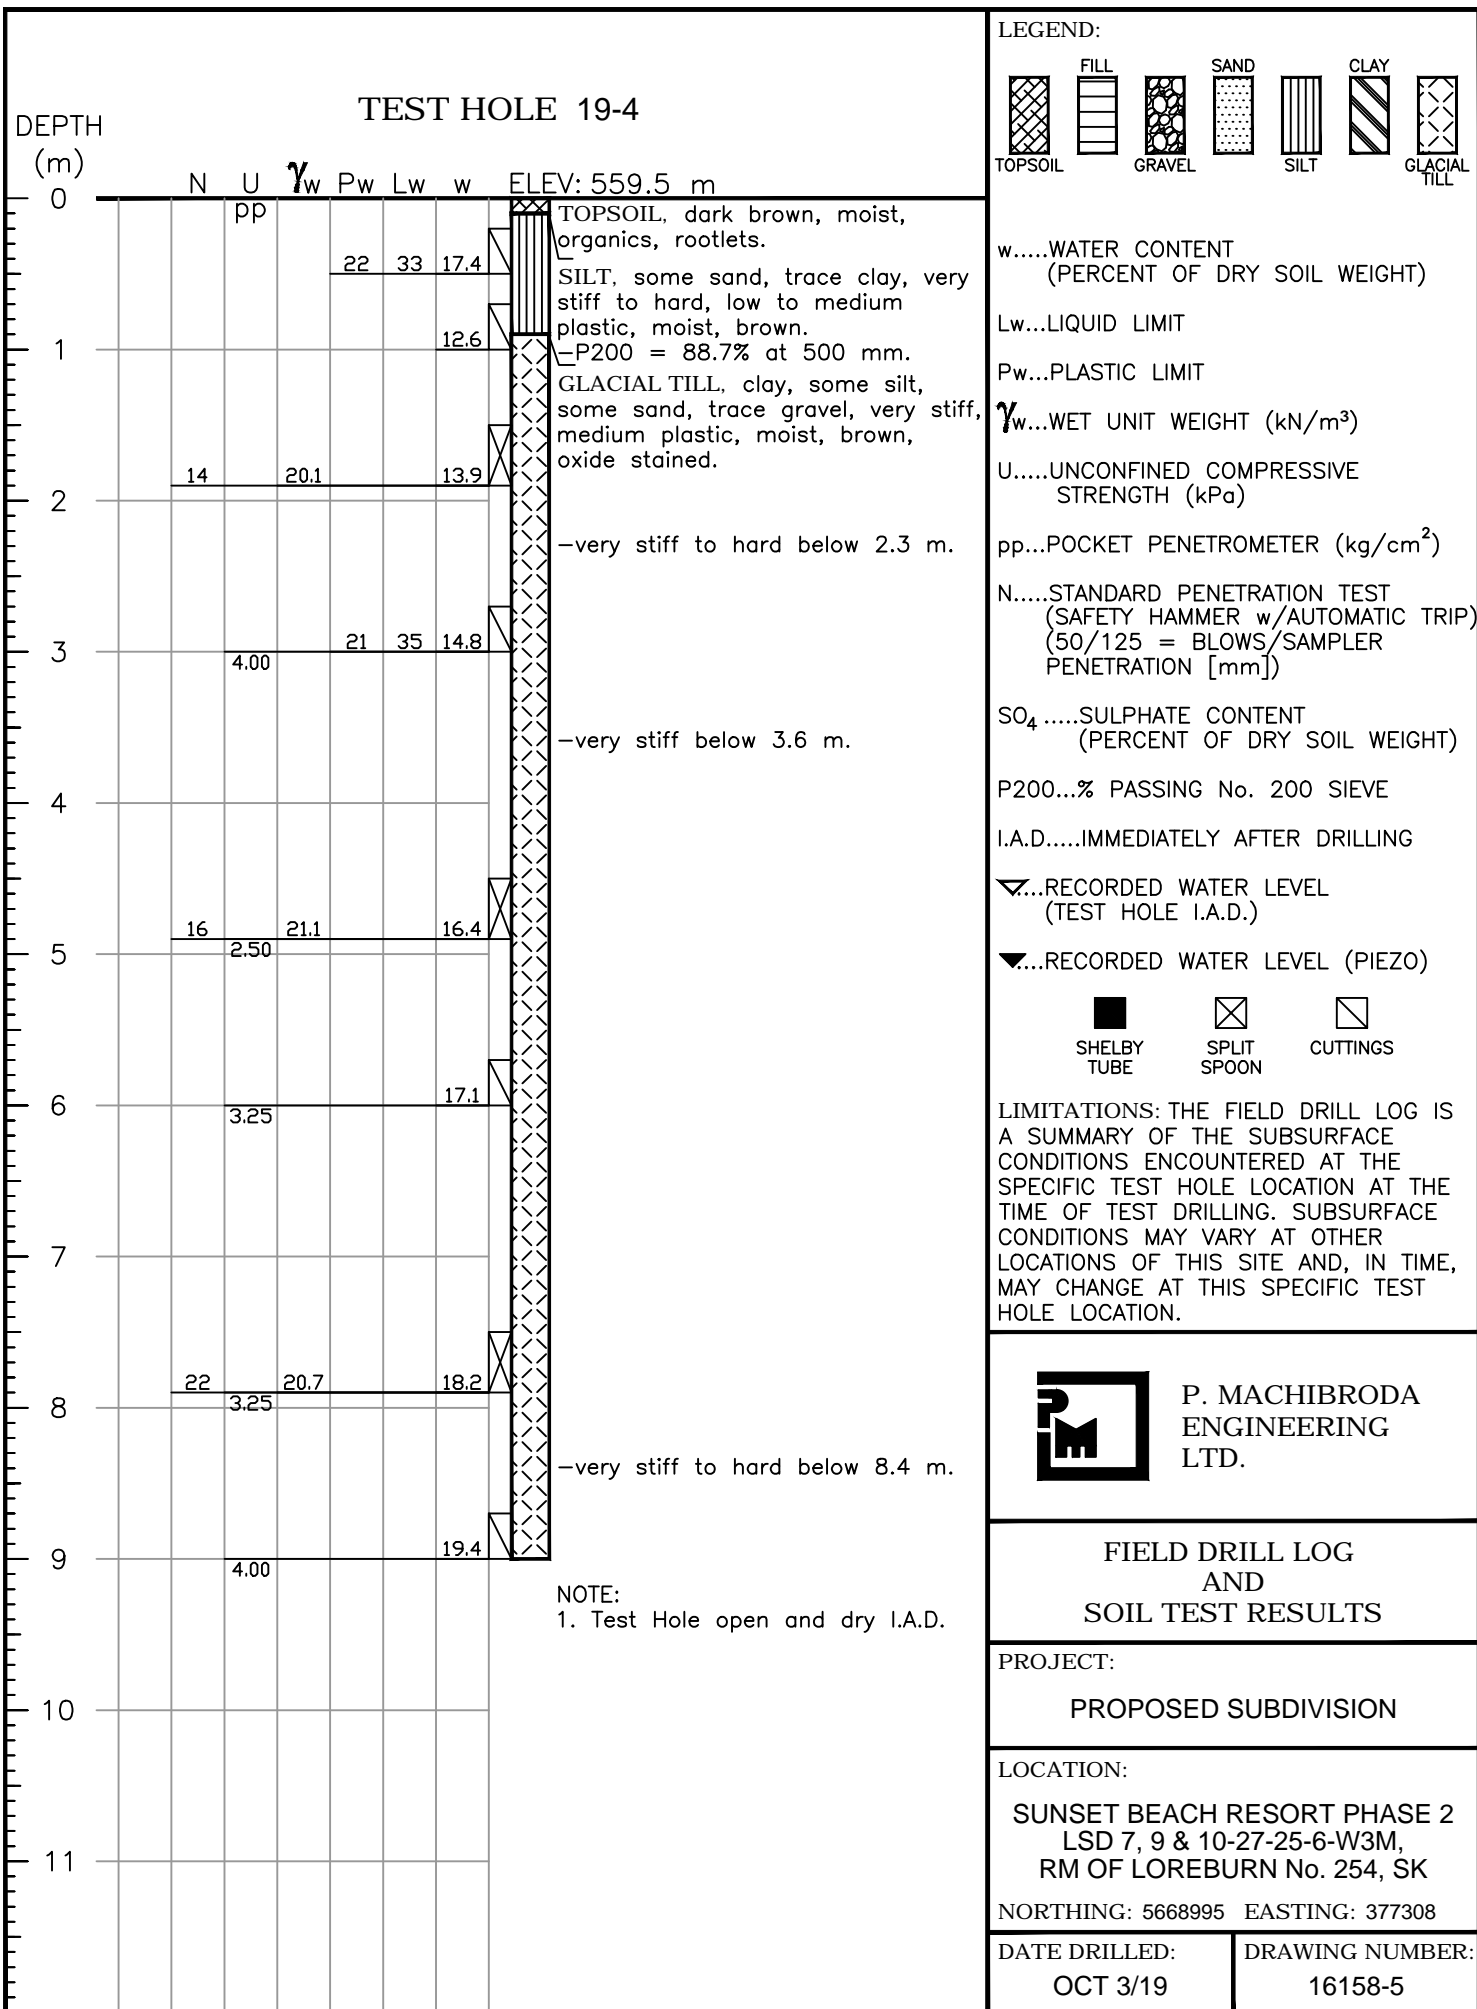 TEST HOLE 19-4
DEPTH
(m)
N U γw Pw Lw w ELEV: 559.5 m
pp
0
TOPSOIL, dark brown, moist,
organics, rootlets.
22 33 17.4
SILT, some sand, trace clay, very
stiff to hard, low to medium
plastic, moist, brown.
12.6
–P200 = 88.7% at 500 mm.
1
GLACIAL TILL, clay, some silt,
some sand, trace gravel, very stiff,
medium plastic, moist, brown,
oxide stained.
14 20.1 13.9
2
–very stiff to hard below 2.3 m.
21 35 14.8
3
4.00
–very stiff below 3.6 m.
4
16 21.1 16.4
2.50
5
17.1
6
3.25
7
22 20.7 18.2
3.25
8
–very stiff to hard below 8.4 m.
19.4
9
4.00
NOTE:
1. Test Hole open and dry I.A.D.
10
11
LEGEND:
FILL SAND CLAY
TOPSOIL GRAVEL SILT GLACIAL
TILL
w.....WATER CONTENT
(PERCENT OF DRY SOIL WEIGHT)
Lw...LIQUID LIMIT
Pw...PLASTIC LIMIT
γw...WET UNIT WEIGHT (kN/m³)
U.....UNCONFINED COMPRESSIVE
STRENGTH (kPa)
pp...POCKET PENETROMETER (kg/cm²)
N.....STANDARD PENETRATION TEST
(SAFETY HAMMER w/AUTOMATIC TRIP)
(50/125 = BLOWS/SAMPLER
PENETRATION [mm])
SO₄.....SULPHATE CONTENT
(PERCENT OF DRY SOIL WEIGHT)
P200...% PASSING No. 200 SIEVE
I.A.D.....IMMEDIATELY AFTER DRILLING
....RECORDED WATER LEVEL
(TEST HOLE I.A.D.)
....RECORDED WATER LEVEL (PIEZO)
SHELBY
TUBE
SPLIT
SPOON
CUTTINGS
LIMITATIONS: THE FIELD DRILL LOG IS
A SUMMARY OF THE SUBSURFACE
CONDITIONS ENCOUNTERED AT THE
SPECIFIC TEST HOLE LOCATION AT THE
TIME OF TEST DRILLING. SUBSURFACE
CONDITIONS MAY VARY AT OTHER
LOCATIONS OF THIS SITE AND, IN TIME,
MAY CHANGE AT THIS SPECIFIC TEST
HOLE LOCATION.
PM
P. MACHIBRODA
ENGINEERING
LTD.
FIELD DRILL LOG
AND
SOIL TEST RESULTS
PROJECT:
PROPOSED SUBDIVISION
LOCATION:
SUNSET BEACH RESORT PHASE 2
LSD 7, 9 & 10-27-25-6-W3M,
RM OF LOREBURN No. 254, SK
NORTHING: 5668995 EASTING: 377308
DATE DRILLED:
OCT 3/19
DRAWING NUMBER:
16158-5